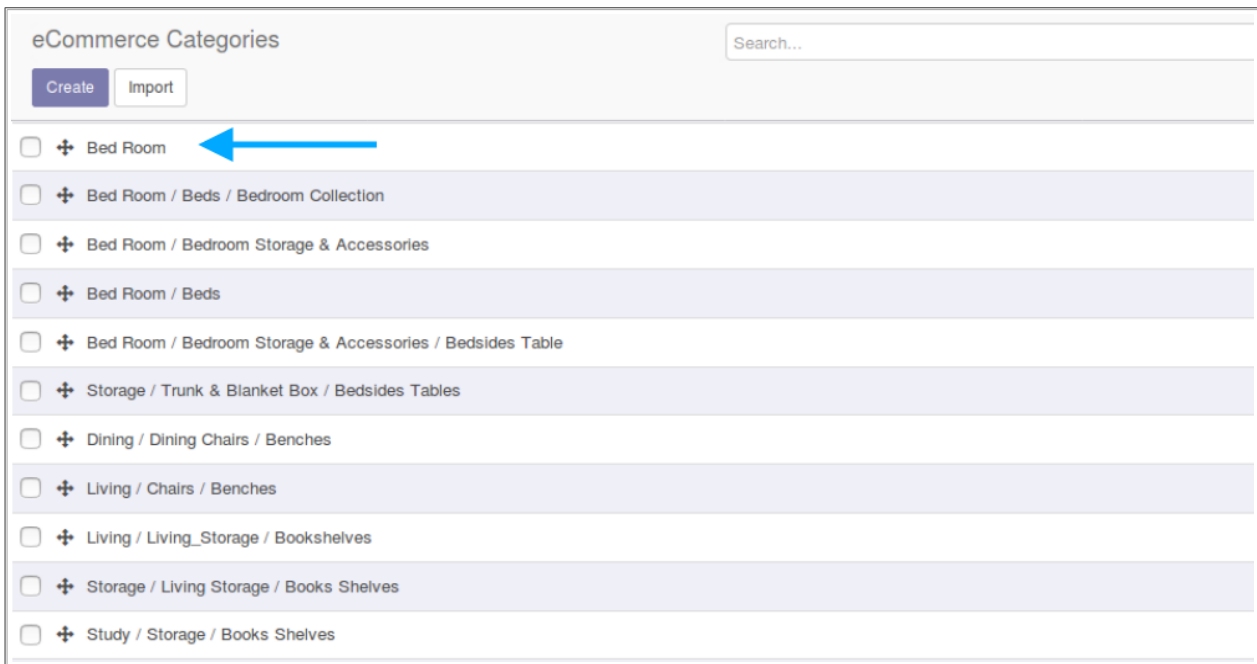 eCommerce Categories
Search...
Create Import
Bed Room
Bed Room / Beds / Bedroom Collection
Bed Room / Bedroom Storage & Accessories
Bed Room / Beds
Bed Room / Bedroom Storage & Accessories / Bedsides Table
Storage / Trunk & Blanket Box / Bedsides Tables
Dining / Dining Chairs / Benches
Living / Chairs / Benches
Living / Living_Storage / Bookshelves
Storage / Living Storage / Books Shelves
Study / Storage / Books Shelves